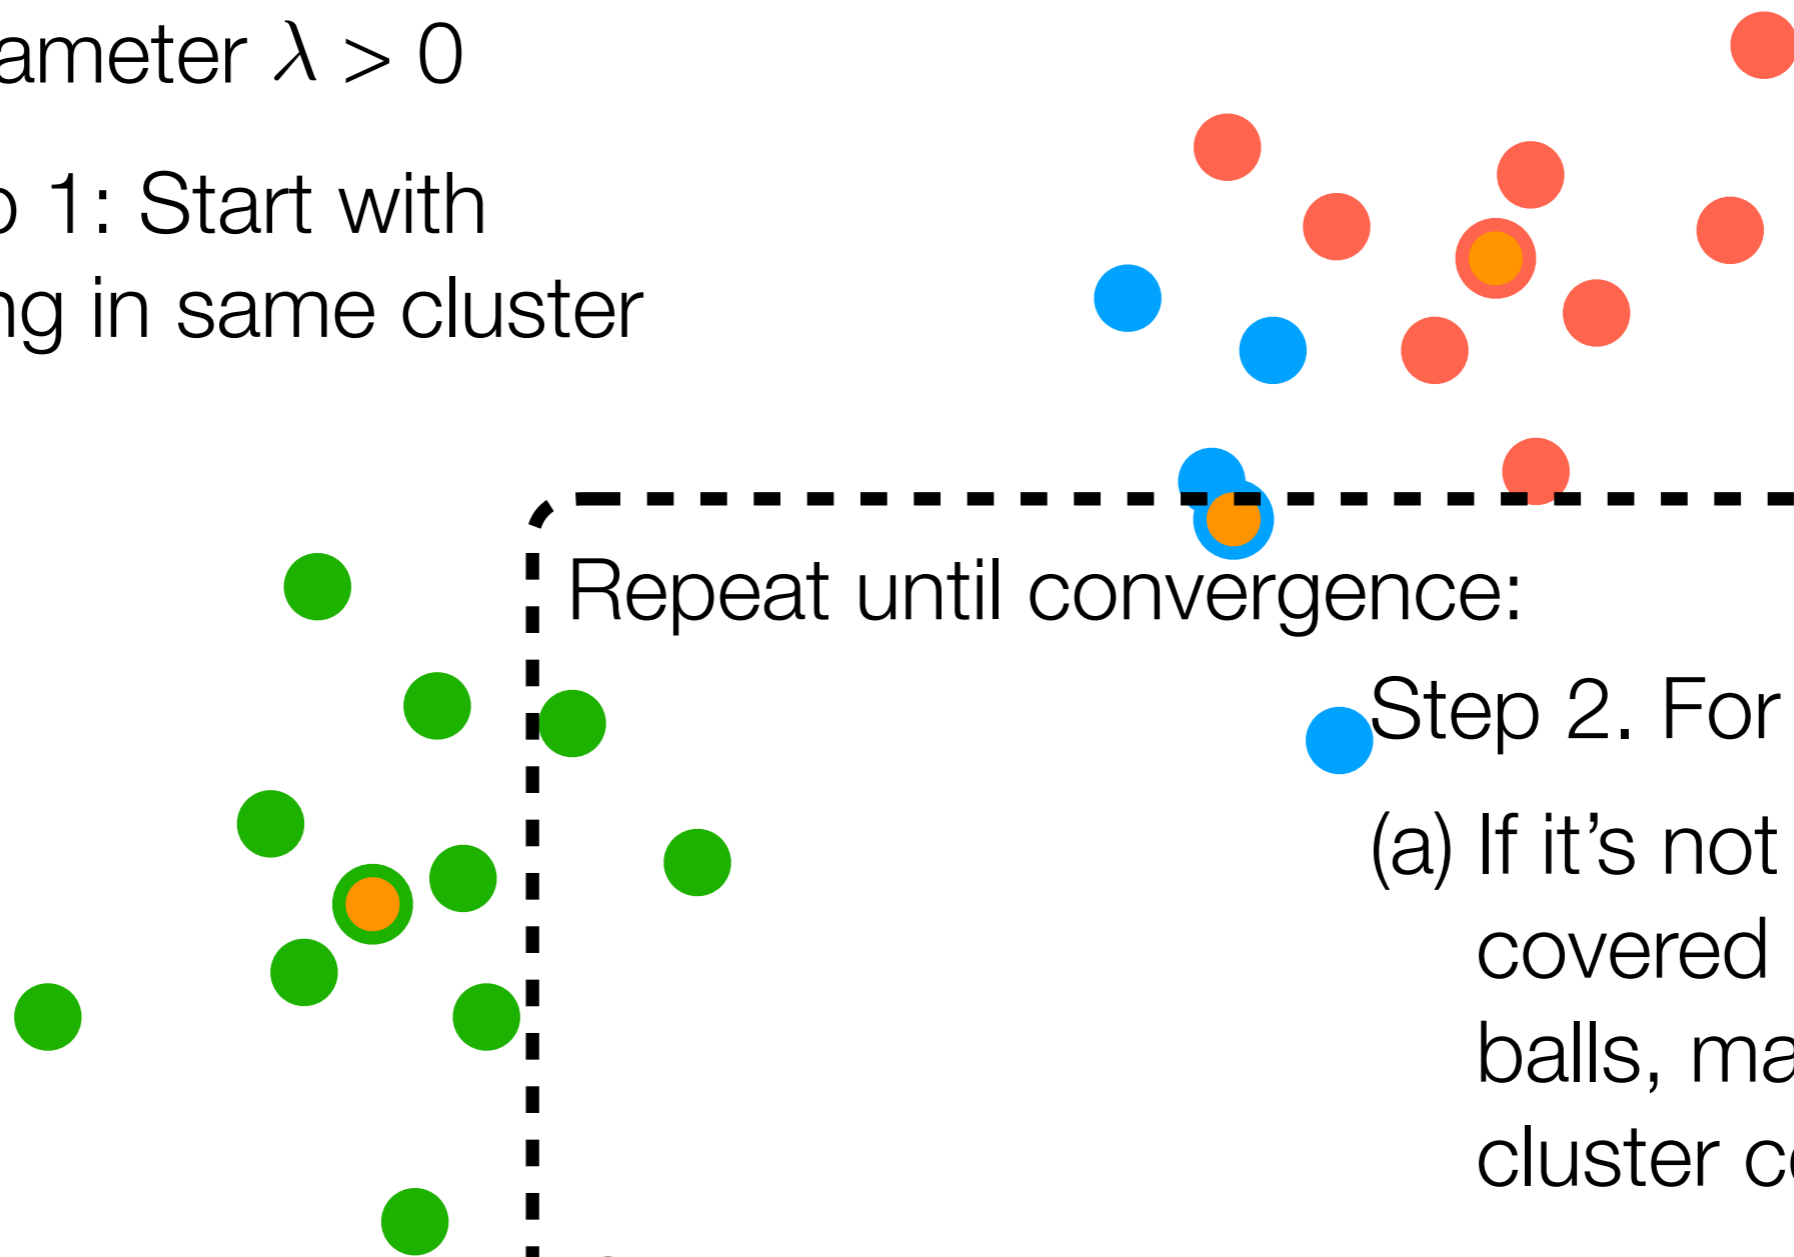 ameter λ > 0
p 1: Start with
ng in same cluster
Repeat until convergence:
Step 2. For
(a) If it’s not
covered
balls, ma
cluster c